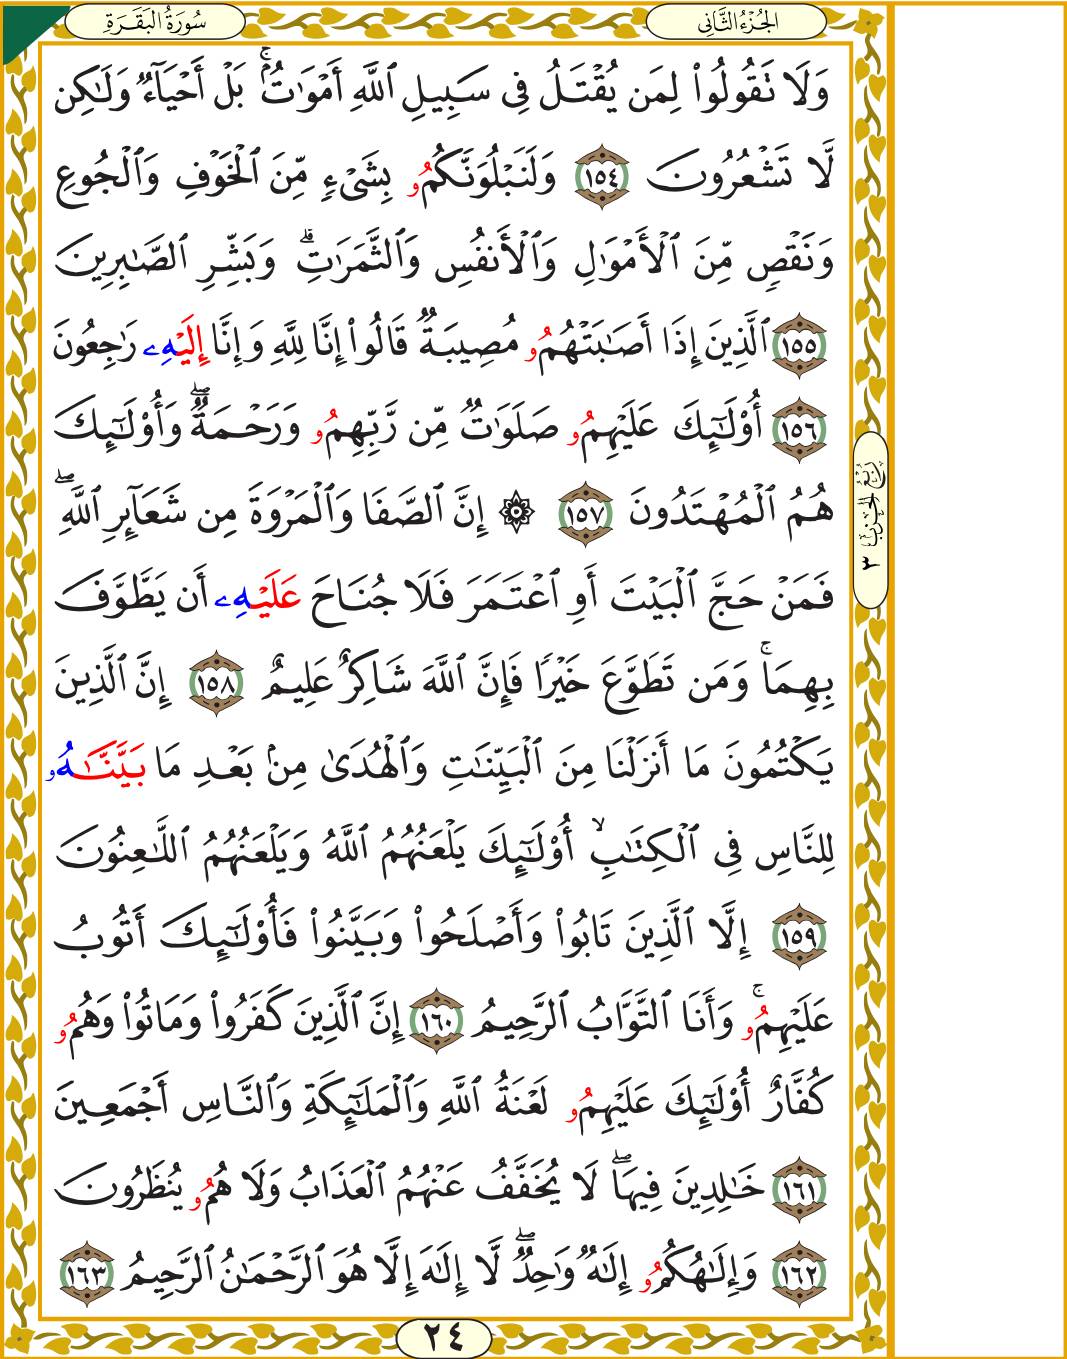 سُورَةُ البَقَرَةِ
الجُزْءُ الثَّانِي
وَلَا تَقُولُوا۟ لِمَن يُقْتَلُ فِى سَبِيلِ ٱللَّهِ أَمْوَٰتٌۢ ۚ بَلْ أَحْيَآءٌ وَلَـٰكِن
لَّا تَشْعُرُونَ ١٥٤ وَلَنَبْلُوَنَّكُمُۥ بِشَىْءٍ مِّنَ ٱلْخَوْفِ وَٱلْجُوعِ
وَنَقْصٍ مِّنَ ٱلْأَمْوَٰلِ وَٱلْأَنفُسِ وَٱلثَّمَرَٰتِ ۗ وَبَشِّرِ ٱلصَّـٰبِرِينَ
١٥٥ ٱلَّذِينَ إِذَآ أَصَـٰبَتْهُمُۥ مُصِيبَةٌ قَالُوٓا۟ إِنَّا لِلَّهِ وَإِنَّآ إِلَيْهِۦ رَٰجِعُونَ
١٥٦ أُو۟لَـٰٓئِكَ عَلَيْهِمُۥ صَلَوَٰتٌ مِّن رَّبِّهِمُۥ وَرَحْمَةٌ ۖ وَأُو۟لَـٰٓئِكَ
هُمُ ٱلْمُهْتَدُونَ ١٥٧ ۞ إِنَّ ٱلصَّفَا وَٱلْمَرْوَةَ مِن شَعَآئِرِ ٱللَّهِ ۖ
فَمَنْ حَجَّ ٱلْبَيْتَ أَوِ ٱعْتَمَرَ فَلَا جُنَاحَ عَلَيْهِۦ أَن يَطَّوَّفَ
بِهِمَا ۚ وَمَن تَطَوَّعَ خَيْرًا فَإِنَّ ٱللَّهَ شَاكِرٌ عَلِيمٌ ١٥٨ إِنَّ ٱلَّذِينَ
يَكْتُمُونَ مَآ أَنزَلْنَا مِنَ ٱلْبَيِّنَـٰتِ وَٱلْهُدَىٰ مِنۢ بَعْدِ مَا بَيَّنَّـٰهُۥ
لِلنَّاسِ فِى ٱلْكِتَـٰبِ ۙ أُو۟لَـٰٓئِكَ يَلْعَنُهُمُ ٱللَّهُ وَيَلْعَنُهُمُ ٱللَّـٰعِنُونَ
١٥٩ إِلَّا ٱلَّذِينَ تَابُوا۟ وَأَصْلَحُوا۟ وَبَيَّنُوا۟ فَأُو۟لَـٰٓئِكَ أَتُوبُ
عَلَيْهِمُۥ ۚ وَأَنَا ٱلتَّوَّابُ ٱلرَّحِيمُ ١٦٠ إِنَّ ٱلَّذِينَ كَفَرُوا۟ وَمَاتُوا۟ وَهُمُۥ
كُفَّارٌ أُو۟لَـٰٓئِكَ عَلَيْهِمُۥ لَعْنَةُ ٱللَّهِ وَٱلْمَلَـٰٓئِكَةِ وَٱلنَّاسِ أَجْمَعِينَ
١٦١ خَـٰلِدِينَ فِيهَا ۖ لَا يُخَفَّفُ عَنْهُمُ ٱلْعَذَابُ وَلَا هُمُۥ يُنظَرُونَ
١٦٢ وَإِلَـٰهُكُمُۥ إِلَـٰهٌ وَٰحِدٌ ۖ لَّآ إِلَـٰهَ إِلَّا هُوَ ٱلرَّحْمَـٰنُ ٱلرَّحِيمُ ١٦٣
رُبْعُ الحِزْبِ ٣
٢٤